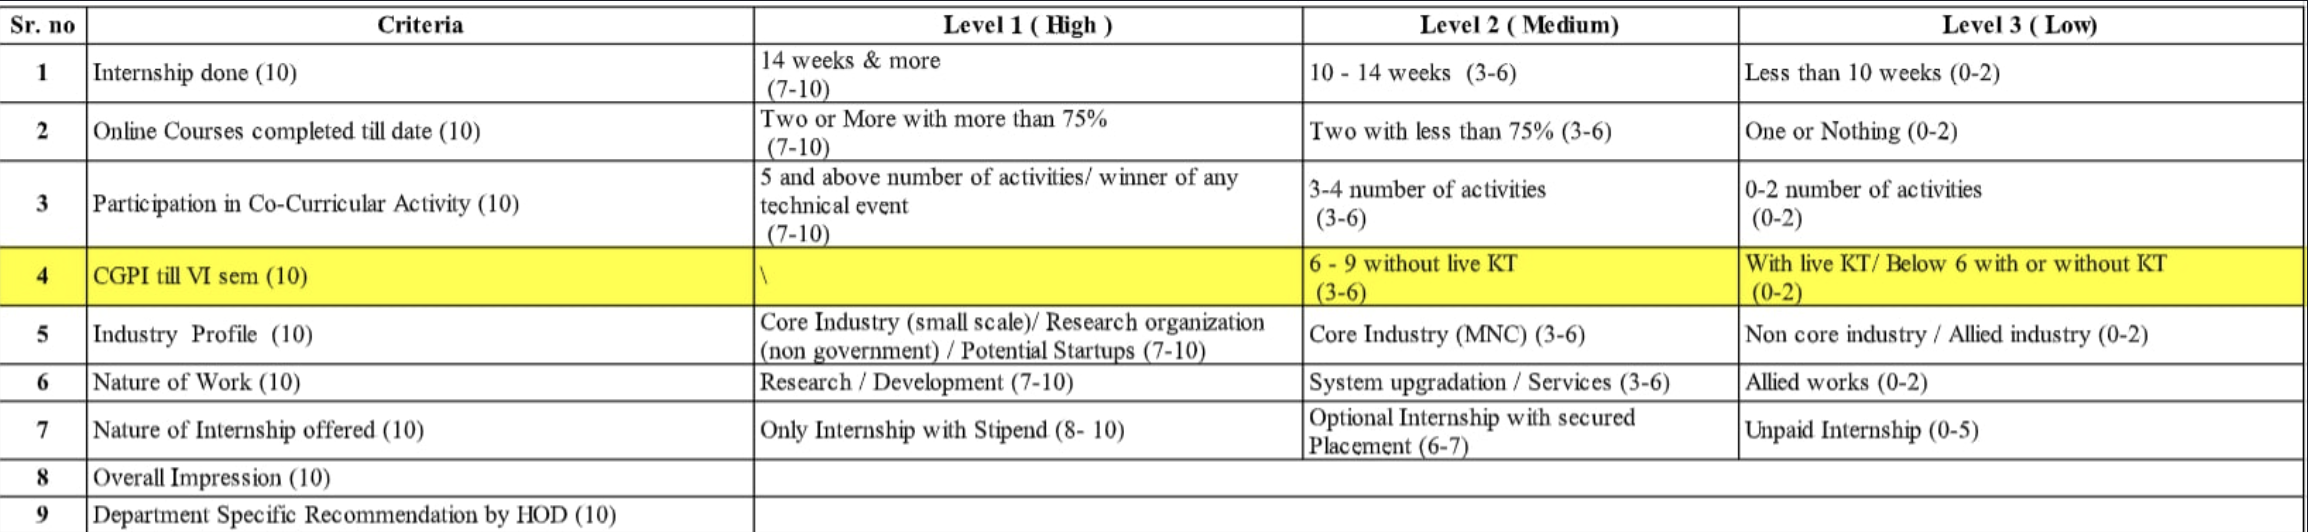 Sr. no Criteria Level 1 ( High ) Level 2 ( Medium) Level 3 ( Low)
1 Internship done (10) 14 weeks & more (7-10) 10 - 14 weeks (3-6) Less than 10 weeks (0-2)
2 Online Courses completed till date (10) Two or More with more than 75% (7-10) Two with less than 75% (3-6) One or Nothing (0-2)
3 Participation in Co-Curricular Activity (10) 5 and above number of activities/ winner of any technical event (7-10) 3-4 number of activities (3-6) 0-2 number of activities (0-2)
4 CGPI till VI sem (10) \ 6 - 9 without live KT (3-6) With live KT/ Below 6 with or without KT (0-2)
5 Industry Profile (10) Core Industry (small scale)/ Research organization (non government) / Potential Startups (7-10) Core Industry (MNC) (3-6) Non core industry / Allied industry (0-2)
6 Nature of Work (10) Research / Development (7-10) System upgradation / Services (3-6) Allied works (0-2)
7 Nature of Internship offered (10) Only Internship with Stipend (8- 10) Optional Internship with secured Placement (6-7) Unpaid Internship (0-5)
8 Overall Impression (10)
9 Department Specific Recommendation by HOD (10)